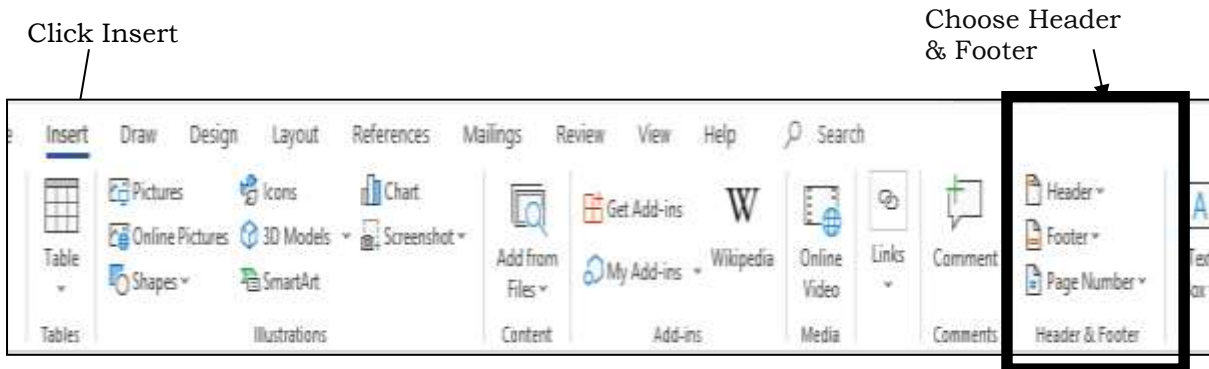 Click Insert
Choose Header
& Footer
Insert Draw Design Layout References Mailings Review View Help Search
Pictures Icons Chart Get Add-ins W Header
Online Pictures 3D Models Screenshot Footer
Table Add from Files My Add-ins Wikipedia Online Video Links Comment
Shapes SmartArt Page Number
Tables Illustrations Content Add-ins Media Comments Header & Footer